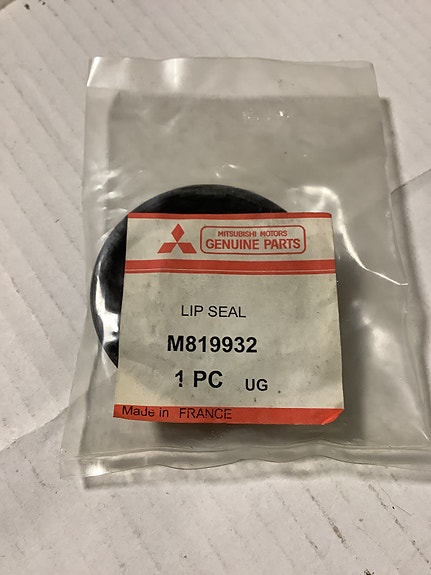 MITSUBISHI MOTORS
GENUINE PARTS
LIP SEAL
M819932
1 PC UG
Made in FRANCE